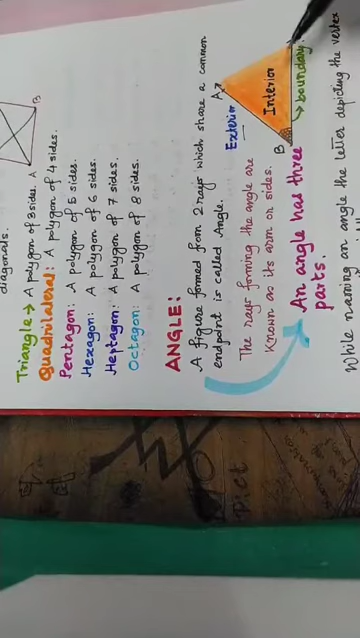 diagonals.
A B
Triangle → A polygon of 3 sides.
Quadrilateral: A polygon of 4 sides.
Pentagon: A polygon of 5 sides.
Hexagon: A polygon of 6 sides.
Heptagon: A polygon of 7 sides.
Octagon: A polygon of 8 sides.
ANGLE:
A figure formed from 2 rays which share a common
endpoint is called Angle.
The rays forming the angle are
known as its arm or sides.
A
Exterior
Interior
B
boundary.
An angle has three
parts.
While naming an angle the letter depicting the vertex
Pict